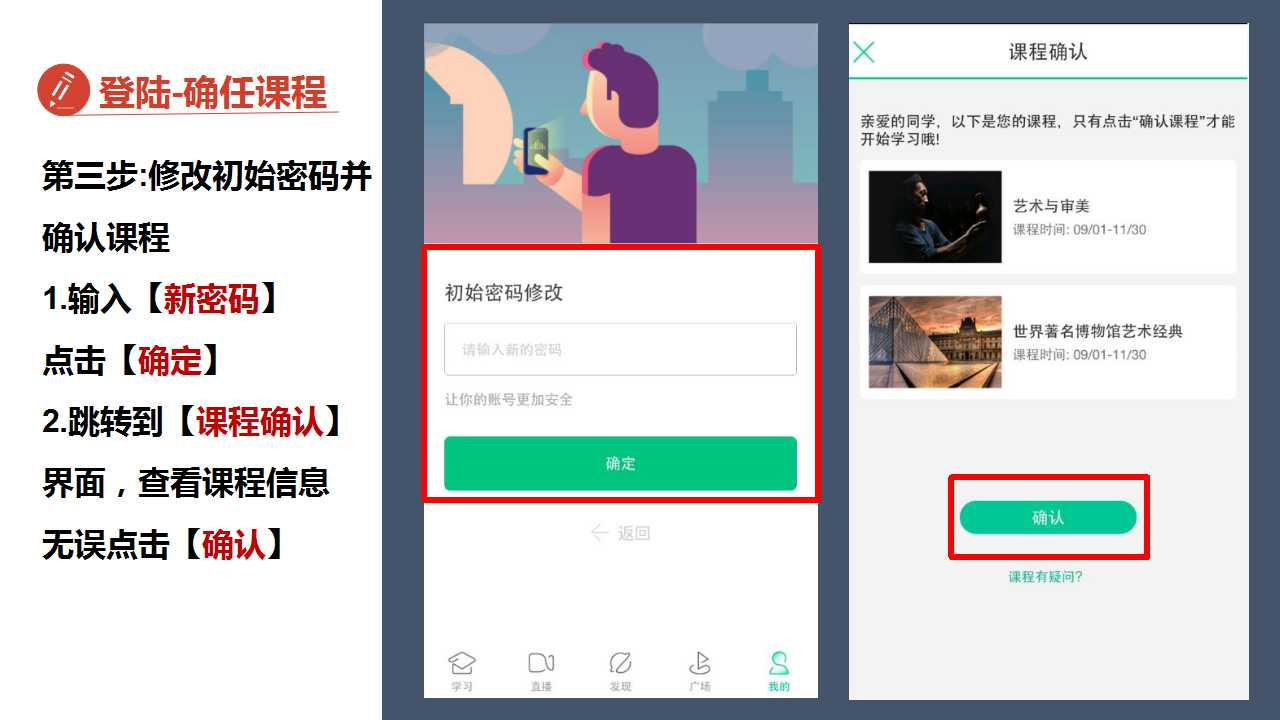 登陆-确任课程
第三步:修改初始密码并
确认课程
1.输入【新密码】
点击【确定】
2.跳转到【课程确认】
界面，查看课程信息
无误点击【确认】
初始密码修改
请输入新的密码
让你的账号更加安全
确定
返回
学习
直播
发现
广场
我的
课程确认
亲爱的同学，以下是您的课程，只有点击“确认课程”才能
开始学习哦!
艺术与审美
课程时间: 09/01-11/30
世界著名博物馆艺术经典
课程时间: 09/01-11/30
确认
课程有疑问?